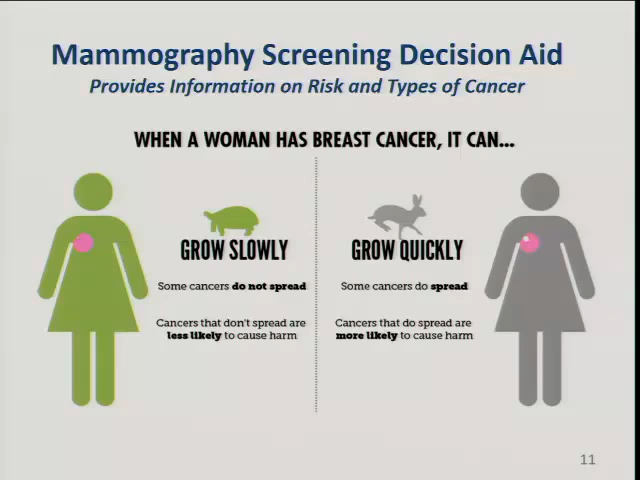 Mammography Screening Decision Aid
Provides Information on Risk and Types of Cancer
WHEN A WOMAN HAS BREAST CANCER, IT CAN...
GROW SLOWLY
Some cancers do not spread
Cancers that don't spread are
less likely to cause harm
GROW QUICKLY
Some cancers do spread
Cancers that do spread are
more likely to cause harm
11